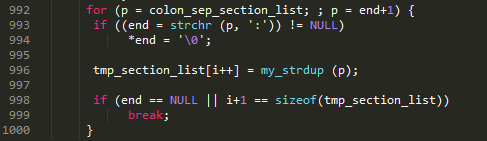 992 for (p = colon_sep_section_list; ; p = end+1) {
993 if ((end = strchr (p, ':')) != NULL)
994 *end = '\0';
995
996 tmp_section_list[i++] = my_strdup (p);
997
998 if (end == NULL || i+1 == sizeof(tmp_section_list))
999 break;
1000 }